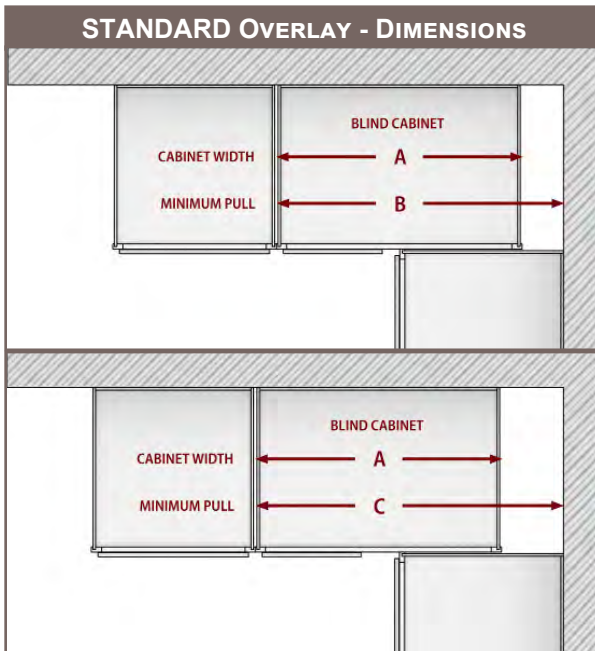 STANDARD OVERLAY - DIMENSIONS
BLIND CABINET
CABINET WIDTH A
MINIMUM PULL B
BLIND CABINET
CABINET WIDTH A
MINIMUM PULL C